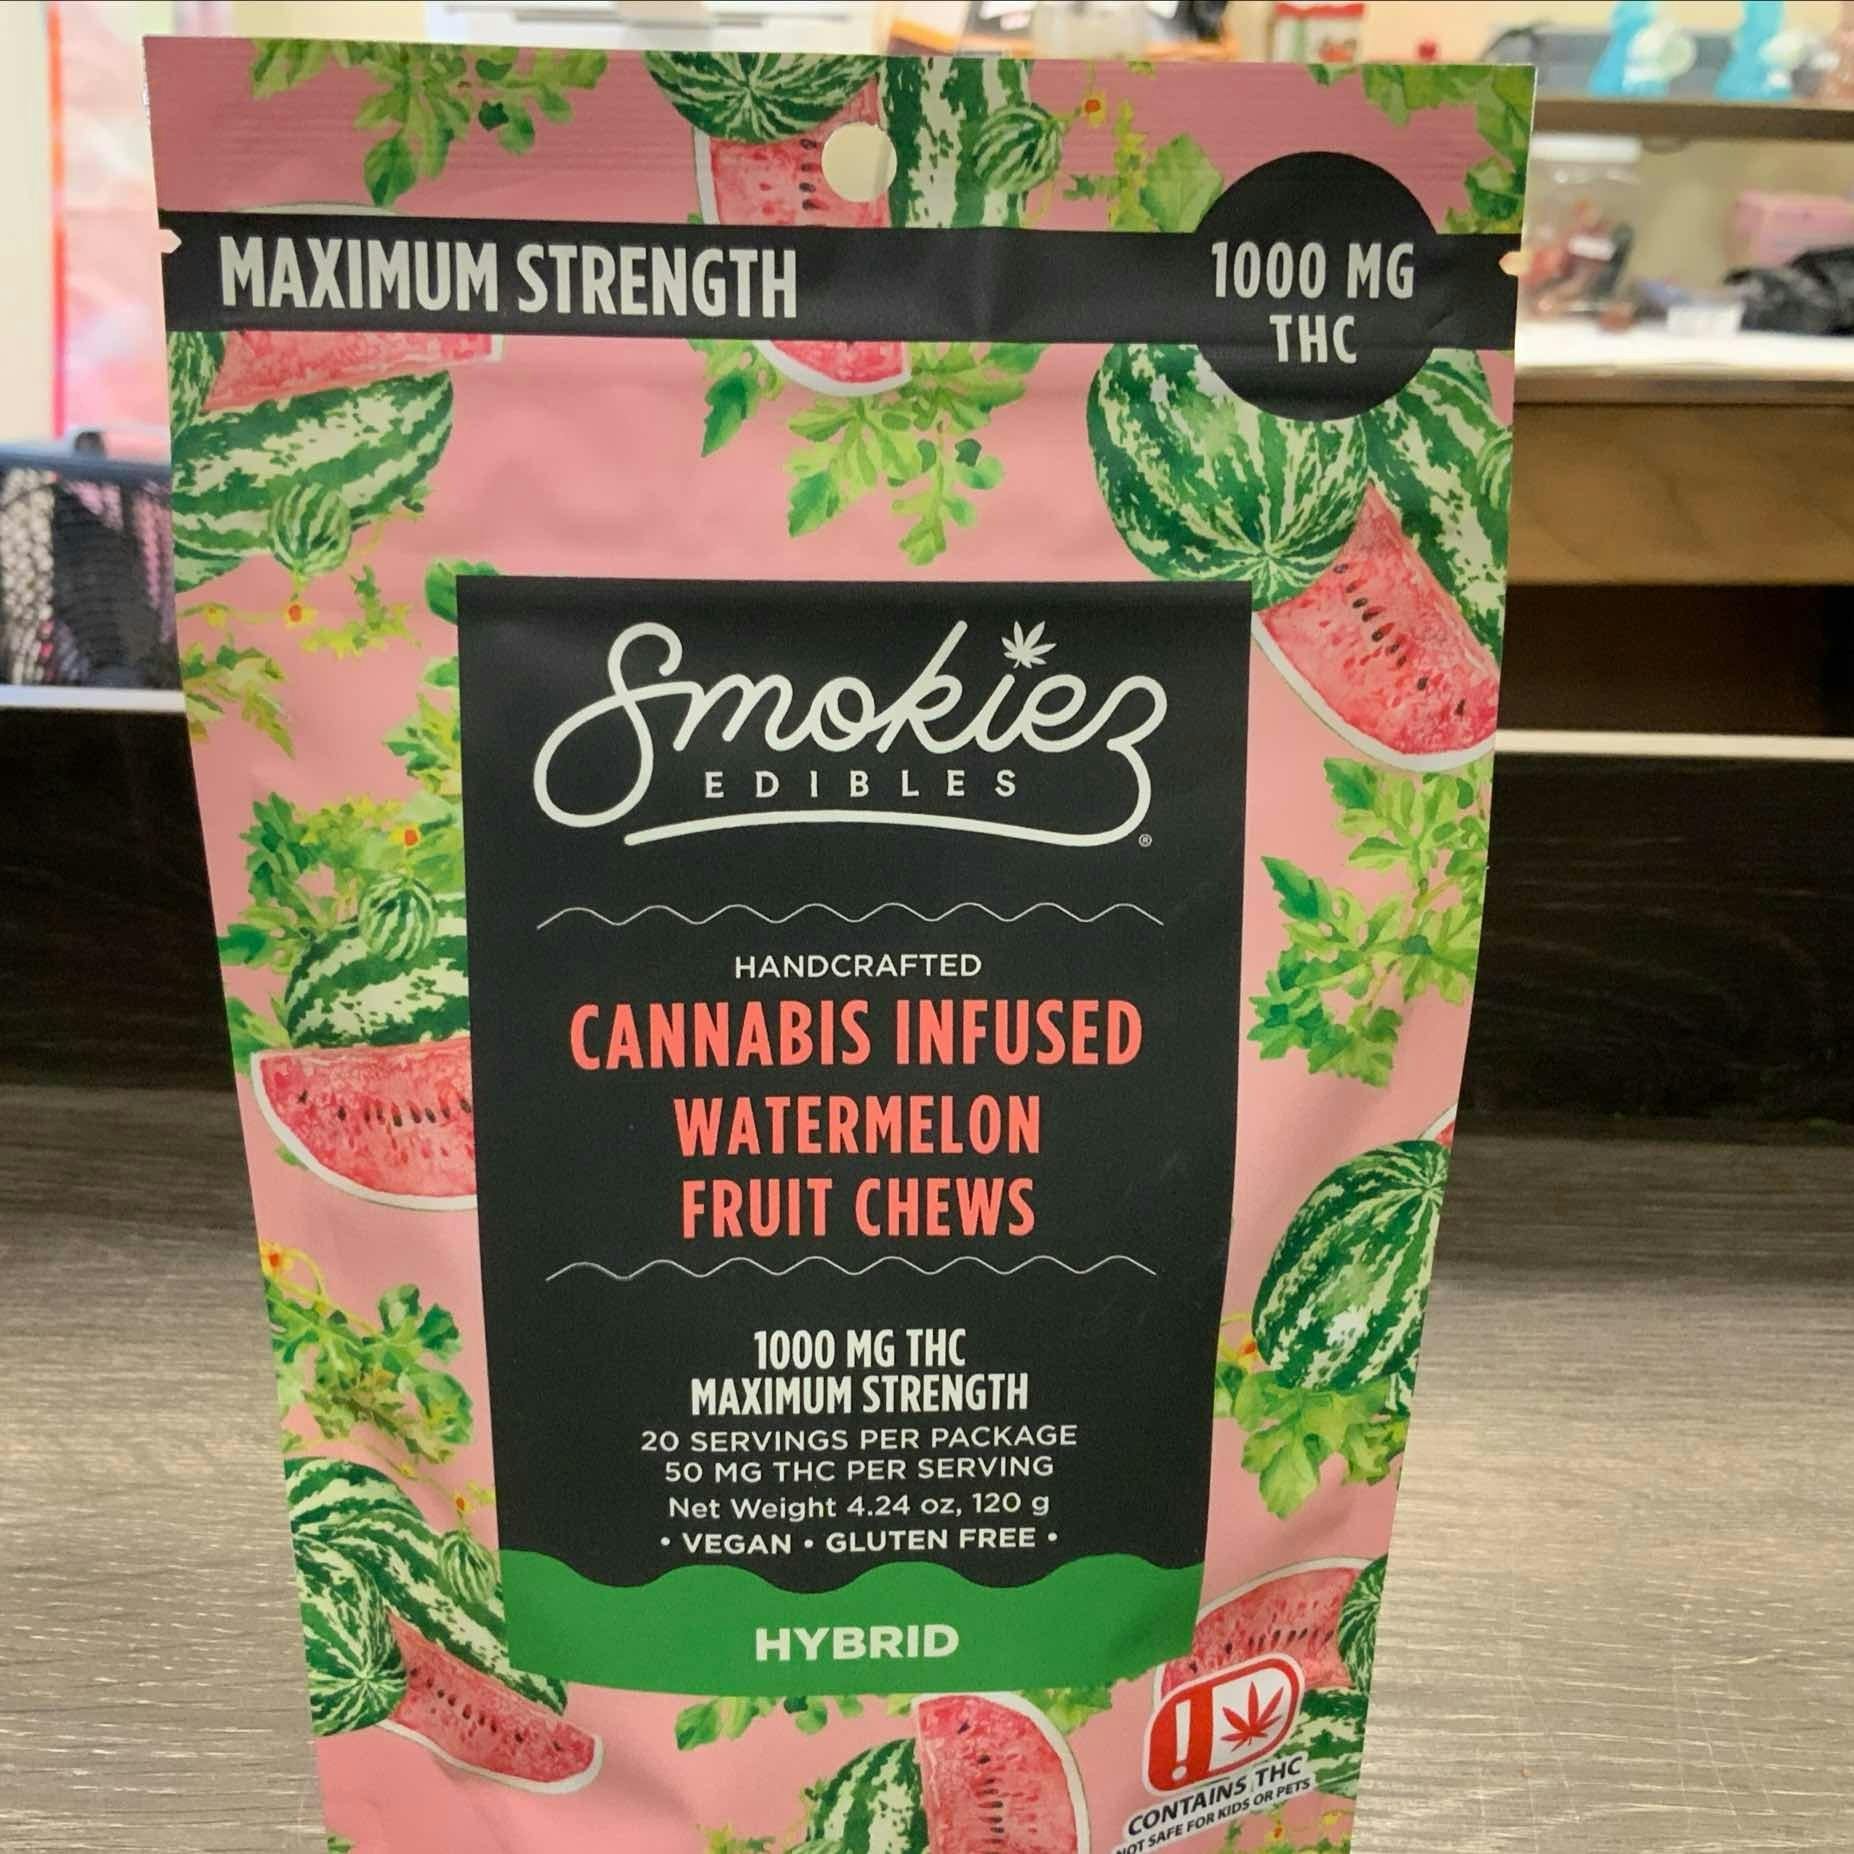 MAXIMUM STRENGTH
1000 MG
THC
Smokiez
EDIBLES
®
HANDCRAFTED
CANNABIS INFUSED
WATERMELON
FRUIT CHEWS
1000 MG THC
MAXIMUM STRENGTH
20 SERVINGS PER PACKAGE
50 MG THC PER SERVING
Net Weight 4.24 oz, 120 g
• VEGAN • GLUTEN FREE •
HYBRID
!
CONTAINS THC
NOT SAFE FOR KIDS OR PETS